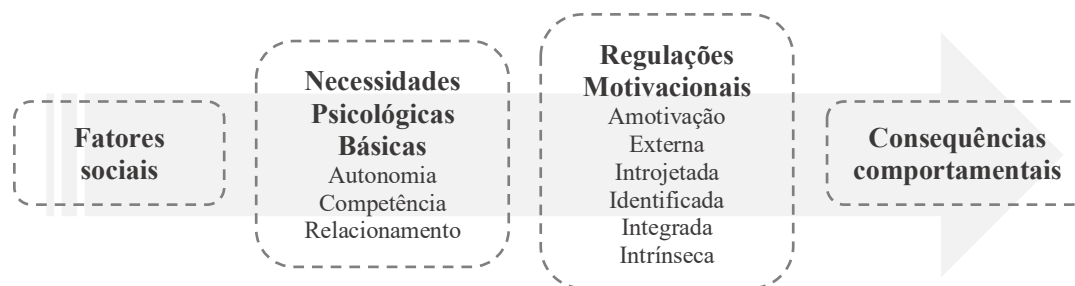 Fatores
sociais
Necessidades
Psicológicas
Básicas
Autonomia
Competência
Relacionamento
Regulações
Motivacionais
Amotivação
Externa
Introjetada
Identificada
Integrada
Intrínseca
Consequências
comportamentais